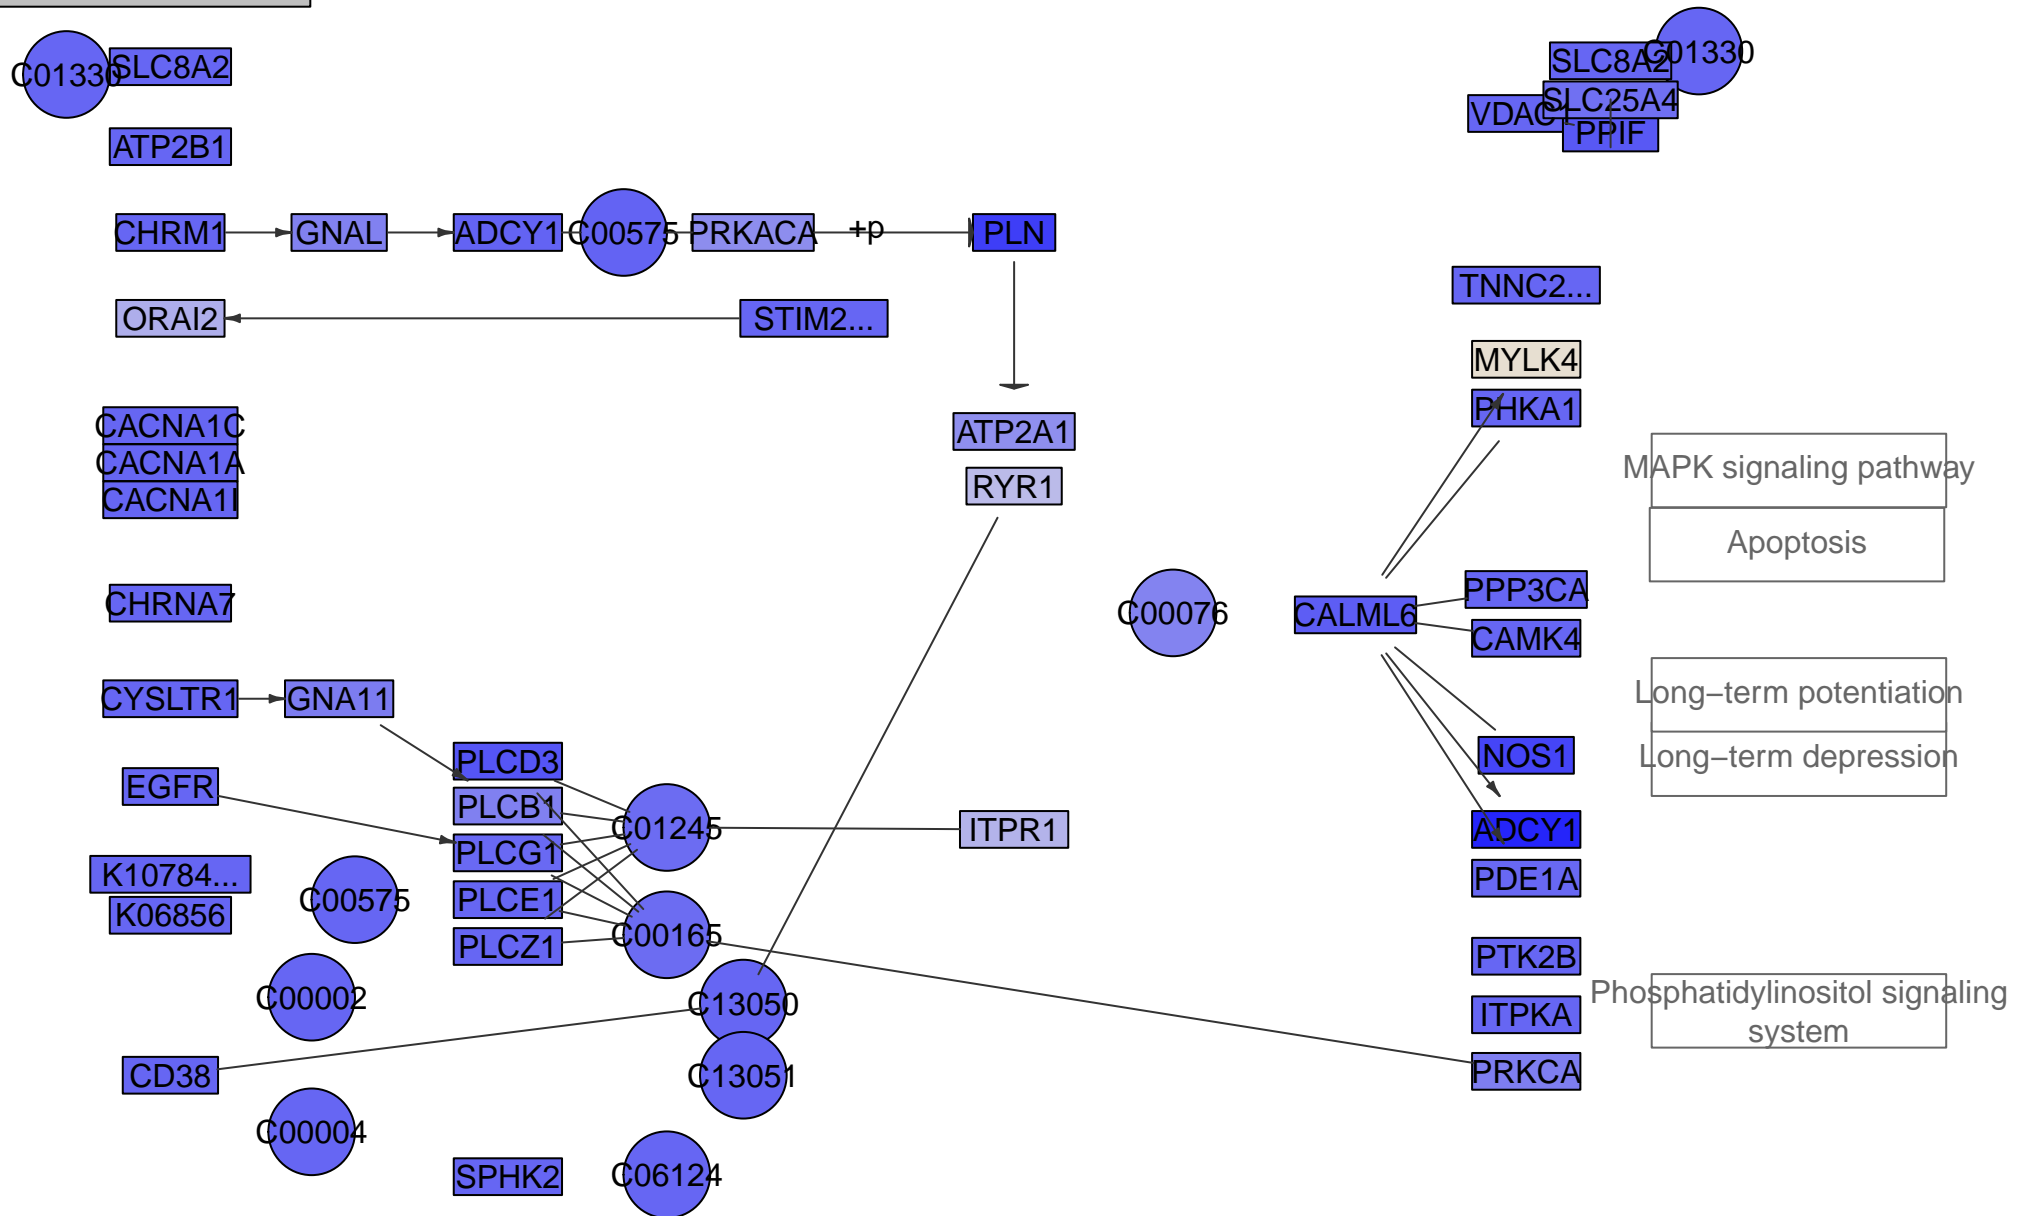 C01330
SLC8A2
SLC8A2
C01330
SLC25A4
VDAC1
PPIF
ATP2B1
CHRM1
GNAL
ADCY1
C00575
PRKACA
+p
PLN
TNNC2...
ORAI2
STIM2...
MYLK4
PHKA1
CACNA1C
CACNA1A
CACNA1I
ATP2A1
RYR1
MAPK signaling pathway
Apoptosis
CHRNA7
C00076
CALML6
PPP3CA
CAMK4
CYSLTR1
GNA11
Long−term potentiation
Long−term depression
PLCD3
NOS1
EGFR
PLCB1
C01245
ITPR1
ADCY1
PLCG1
K10784...
PDE1A
C00575
PLCE1
K06856
C00165
PLCZ1
PTK2B
C00002
C13050
ITPKA
Phosphatidylinositol signaling
system
CD38
C13051
PRKCA
C00004
SPHK2
C06124